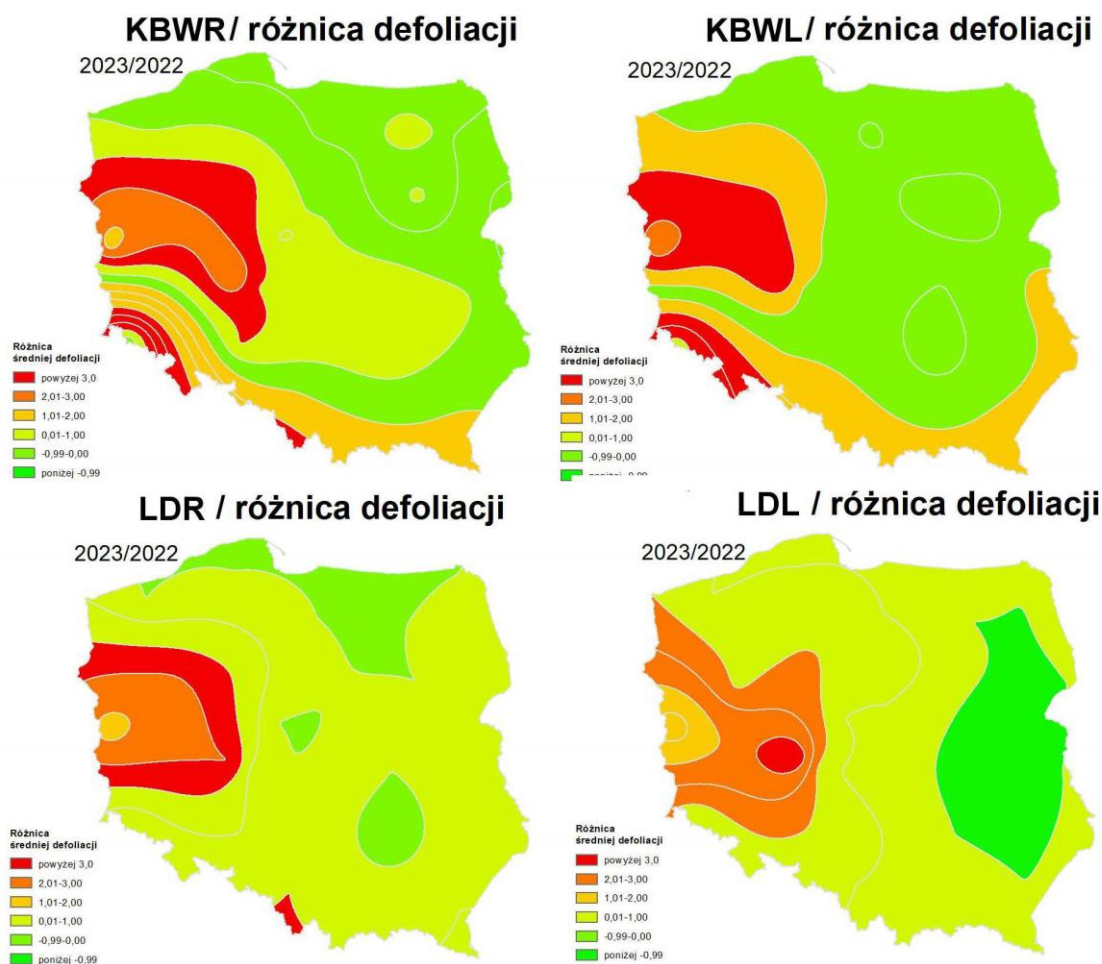 KBWR / różnica defoliacji
2023/2022
Różnica
średniej defoliacji
powyżej 3,0
2,01-3,00
1,01-2,00
0,01-1,00
-0,99-0,00
poniżej -0,99
KBWL / różnica defoliacji
2023/2022
Różnica
średniej defoliacji
powyżej 3,0
2,01-3,00
1,01-2,00
0,01-1,00
-0,99-0,00
LDR / różnica defoliacji
2023/2022
Różnica
średniej defoliacji
powyżej 3,0
2,01-3,00
1,01-2,00
0,01-1,00
-0,99-0,00
poniżej -0,99
LDL / różnica defoliacji
2023/2022
Różnica
średniej defoliacji
powyżej 3,0
2,01-3,00
1,01-2,00
0,01-1,00
-0,99-0,00
poniżej -0,99